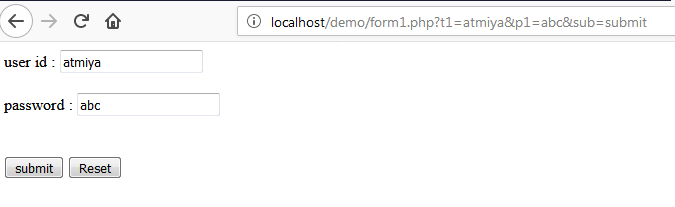 localhost/demo/form1.php?t1=atmiya&p1=abc&sub=submit
user id : atmiya
password : abc
submit Reset